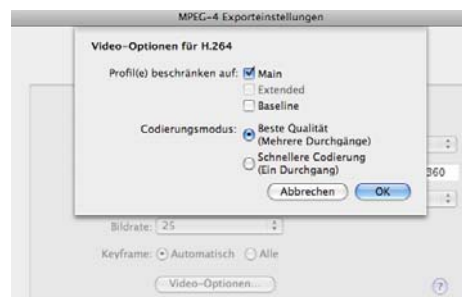 MPEG-4 Exporteinstellungen
Video-Optionen für H.264
Profil(e) beschränken auf: Main
Extended
Baseline
Codierungsmodus: Beste Qualität
(Mehrere Durchgänge)
Schnellere Codierung
(Ein Durchgang)
360
Abbrechen OK
Bildrate: 25
Keyframe: Automatisch Alle
Video-Optionen...
?